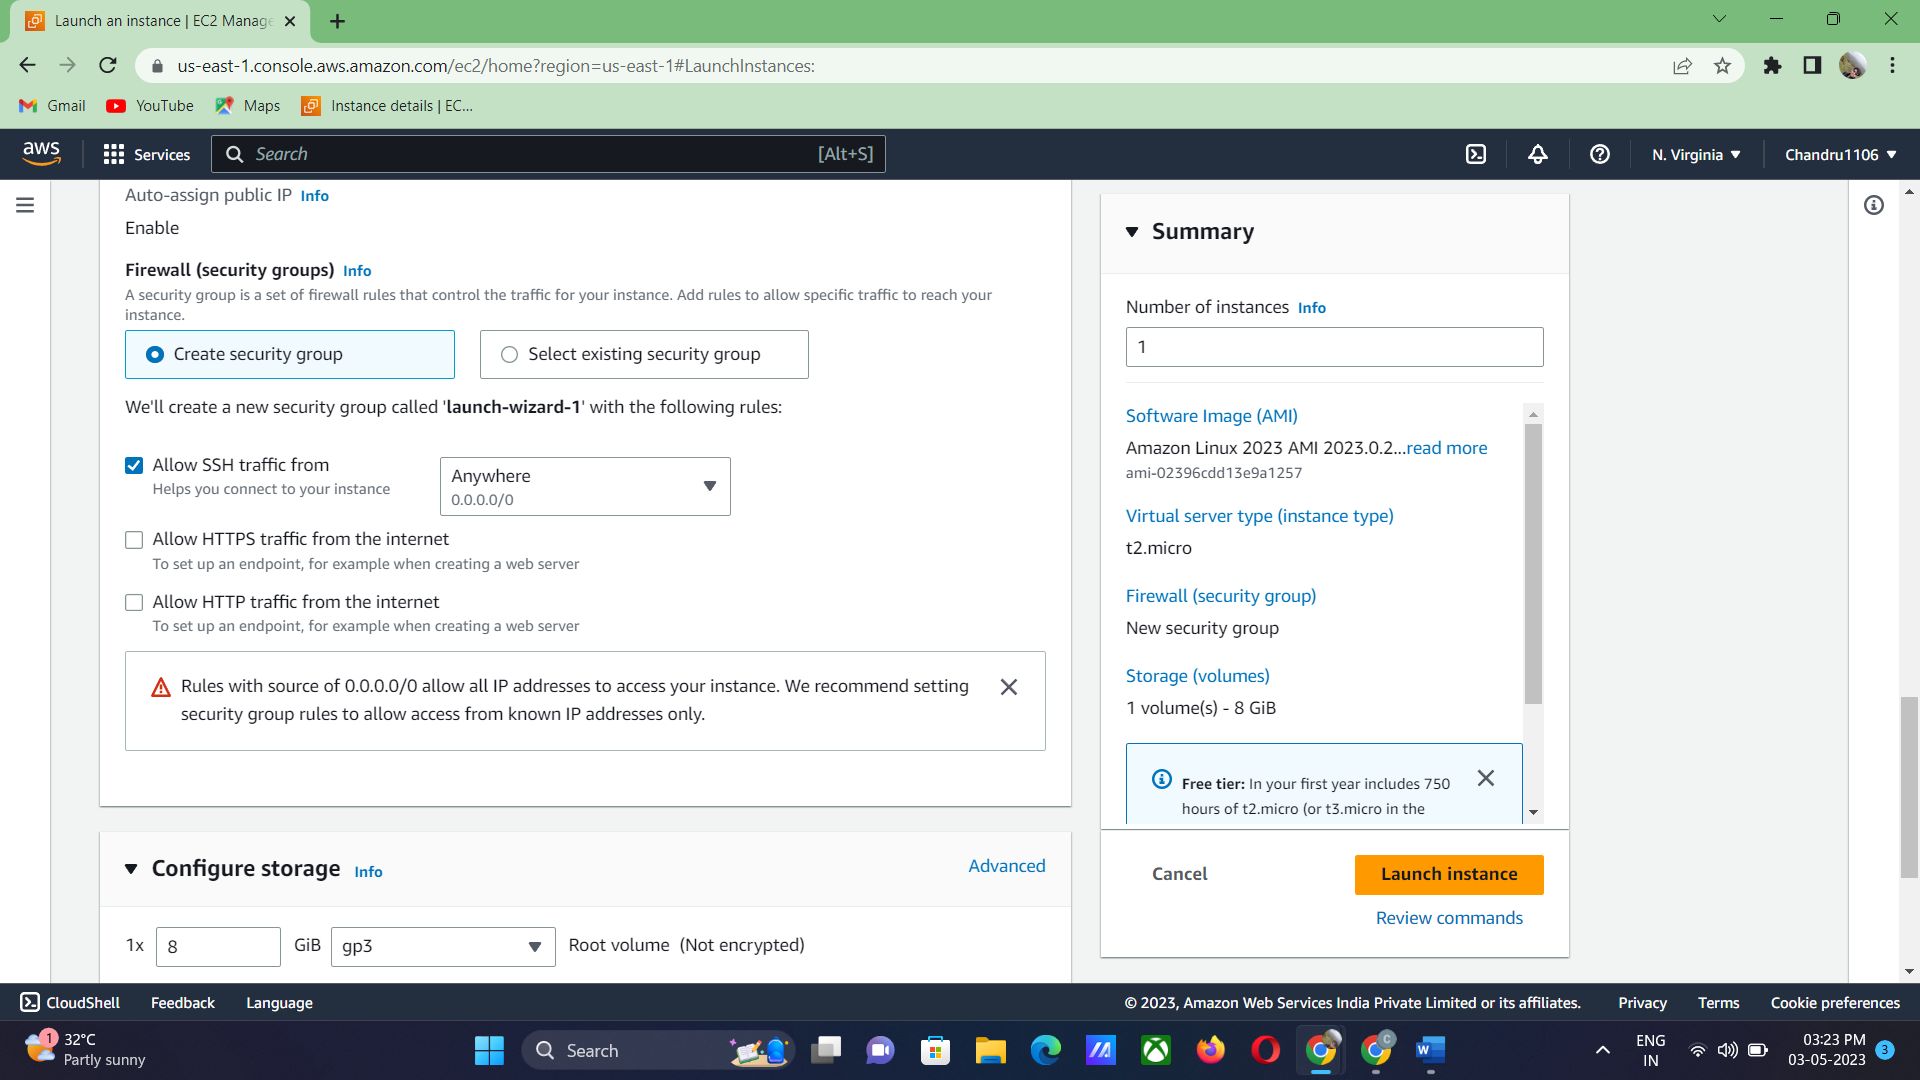 Launch an instance | EC2 Manage
us-east-1.console.aws.amazon.com/ec2/home?region=us-east-1#LaunchInstances:
Gmail YouTube Maps Instance details | EC...
aws Services Search [Alt+S] N. Virginia Chandru1106
Auto-assign public IP Info
Enable
Firewall (security groups) Info
A security group is a set of firewall rules that control the traffic for your instance. Add rules to allow specific traffic to reach your
instance.
Create security group Select existing security group
We'll create a new security group called 'launch-wizard-1' with the following rules:
Allow SSH traffic from
Helps you connect to your instance
Anywhere
0.0.0.0/0
Allow HTTPS traffic from the internet
To set up an endpoint, for example when creating a web server
Allow HTTP traffic from the internet
To set up an endpoint, for example when creating a web server
Rules with source of 0.0.0.0/0 allow all IP addresses to access your instance. We recommend setting
security group rules to allow access from known IP addresses only.
Configure storage Info Advanced
1x 8 GiB gp3 Root volume (Not encrypted)
Summary
Number of instances Info
1
Software Image (AMI)
Amazon Linux 2023 AMI 2023.0.2...read more
ami-02396cdd13e9a1257
Virtual server type (instance type)
t2.micro
Firewall (security group)
New security group
Storage (volumes)
1 volume(s) - 8 GiB
Free tier: In your first year includes 750
hours of t2.micro (or t3.micro in the
Cancel Launch instance
Review commands
CloudShell Feedback Language © 2023, Amazon Web Services India Private Limited or its affiliates. Privacy Terms Cookie preferences
1 32°C
Partly sunny
Search
C
W
ENG
IN
03:23 PM
03-05-2023
3